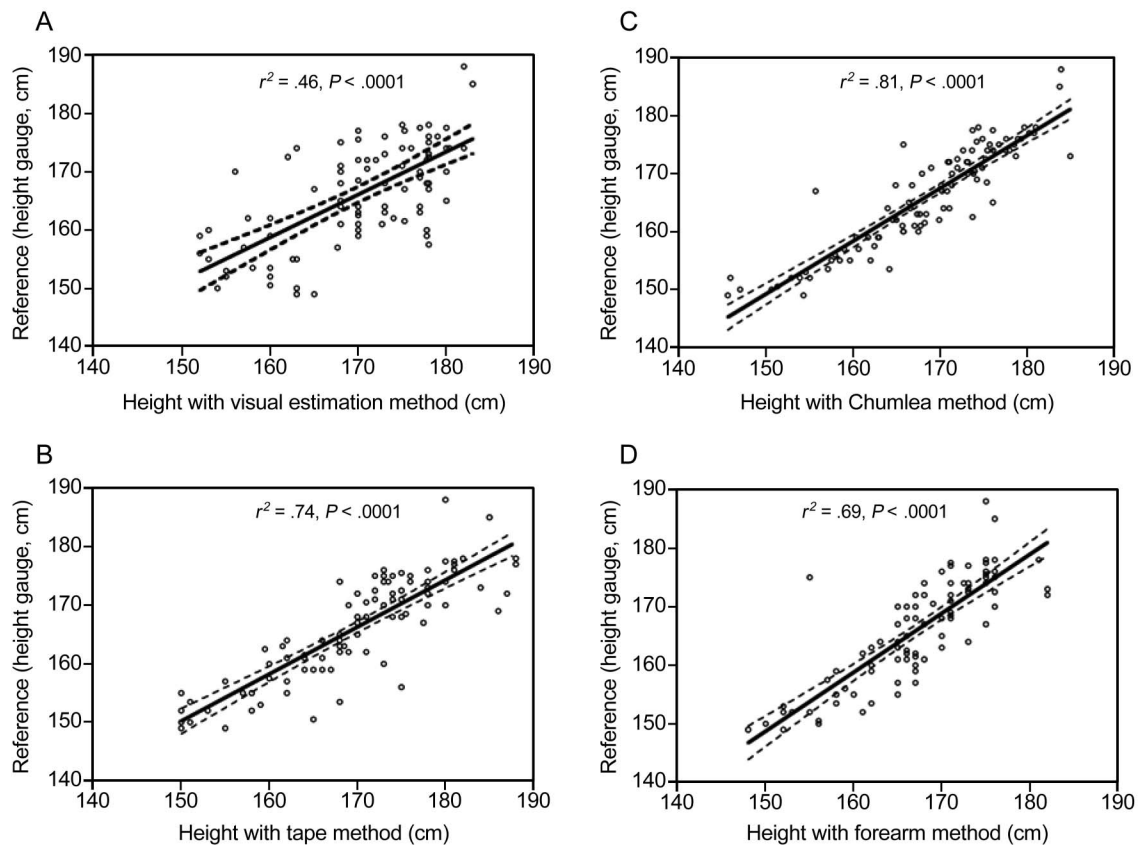 A
190
180
170
160
150
140
r² = .46, P < .0001
Reference (height gauge, cm)
140 150 160 170 180 190
Height with visual estimation method (cm)
C
190
180
170
160
150
140
r² = .81, P < .0001
Reference (height gauge, cm)
140 150 160 170 180 190
Height with Chumlea method (cm)
B
190
180
170
160
150
140
r² = .74, P < .0001
Reference (height gauge, cm)
140 150 160 170 180 190
Height with tape method (cm)
D
190
180
170
160
150
140
r² = .69, P < .0001
Reference (height gauge, cm)
140 150 160 170 180 190
Height with forearm method (cm)